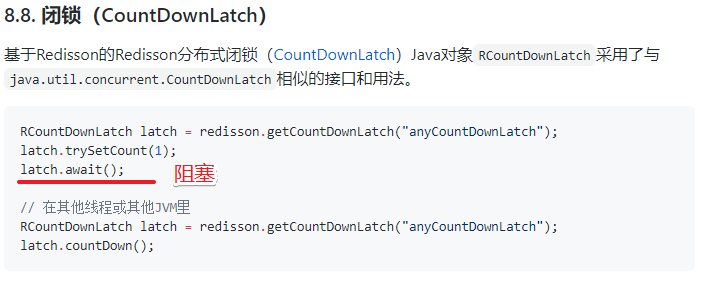 8.8. 闭锁（CountDownLatch）
基于Redisson的Redisson分布式闭锁（CountDownLatch）Java对象 RCountDownLatch 采用了与
java.util.concurrent.CountDownLatch 相似的接口和用法。
RCountDownLatch latch = redisson.getCountDownLatch("anyCountDownLatch");
latch.trySetCount(1);
latch.await(); 阻塞
// 在其他线程或其他JVM里
RCountDownLatch latch = redisson.getCountDownLatch("anyCountDownLatch");
latch.countDown();